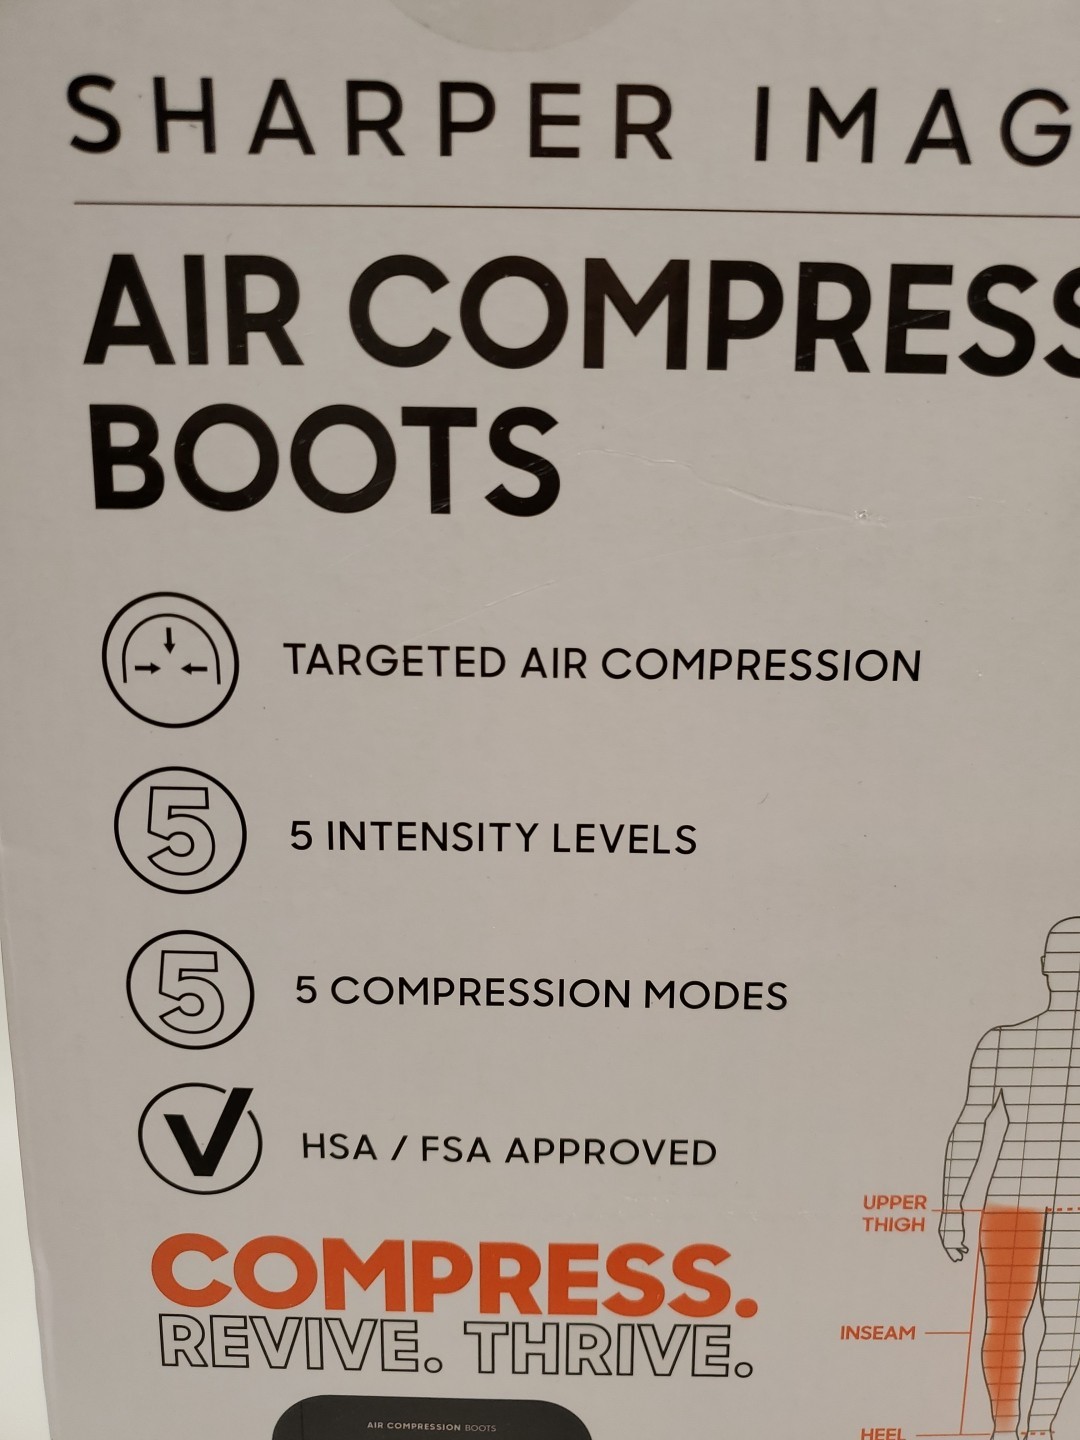 SHARPER IMAG
AIR COMPRESS
BOOTS
TARGETED AIR COMPRESSION
5
5 INTENSITY LEVELS
5
5 COMPRESSION MODES
HSA / FSA APPROVED
UPPER
THIGH
COMPRESS.
REVIVE. THRIVE.
INSEAM
AIR COMPRESSION BOOTS
HEEL